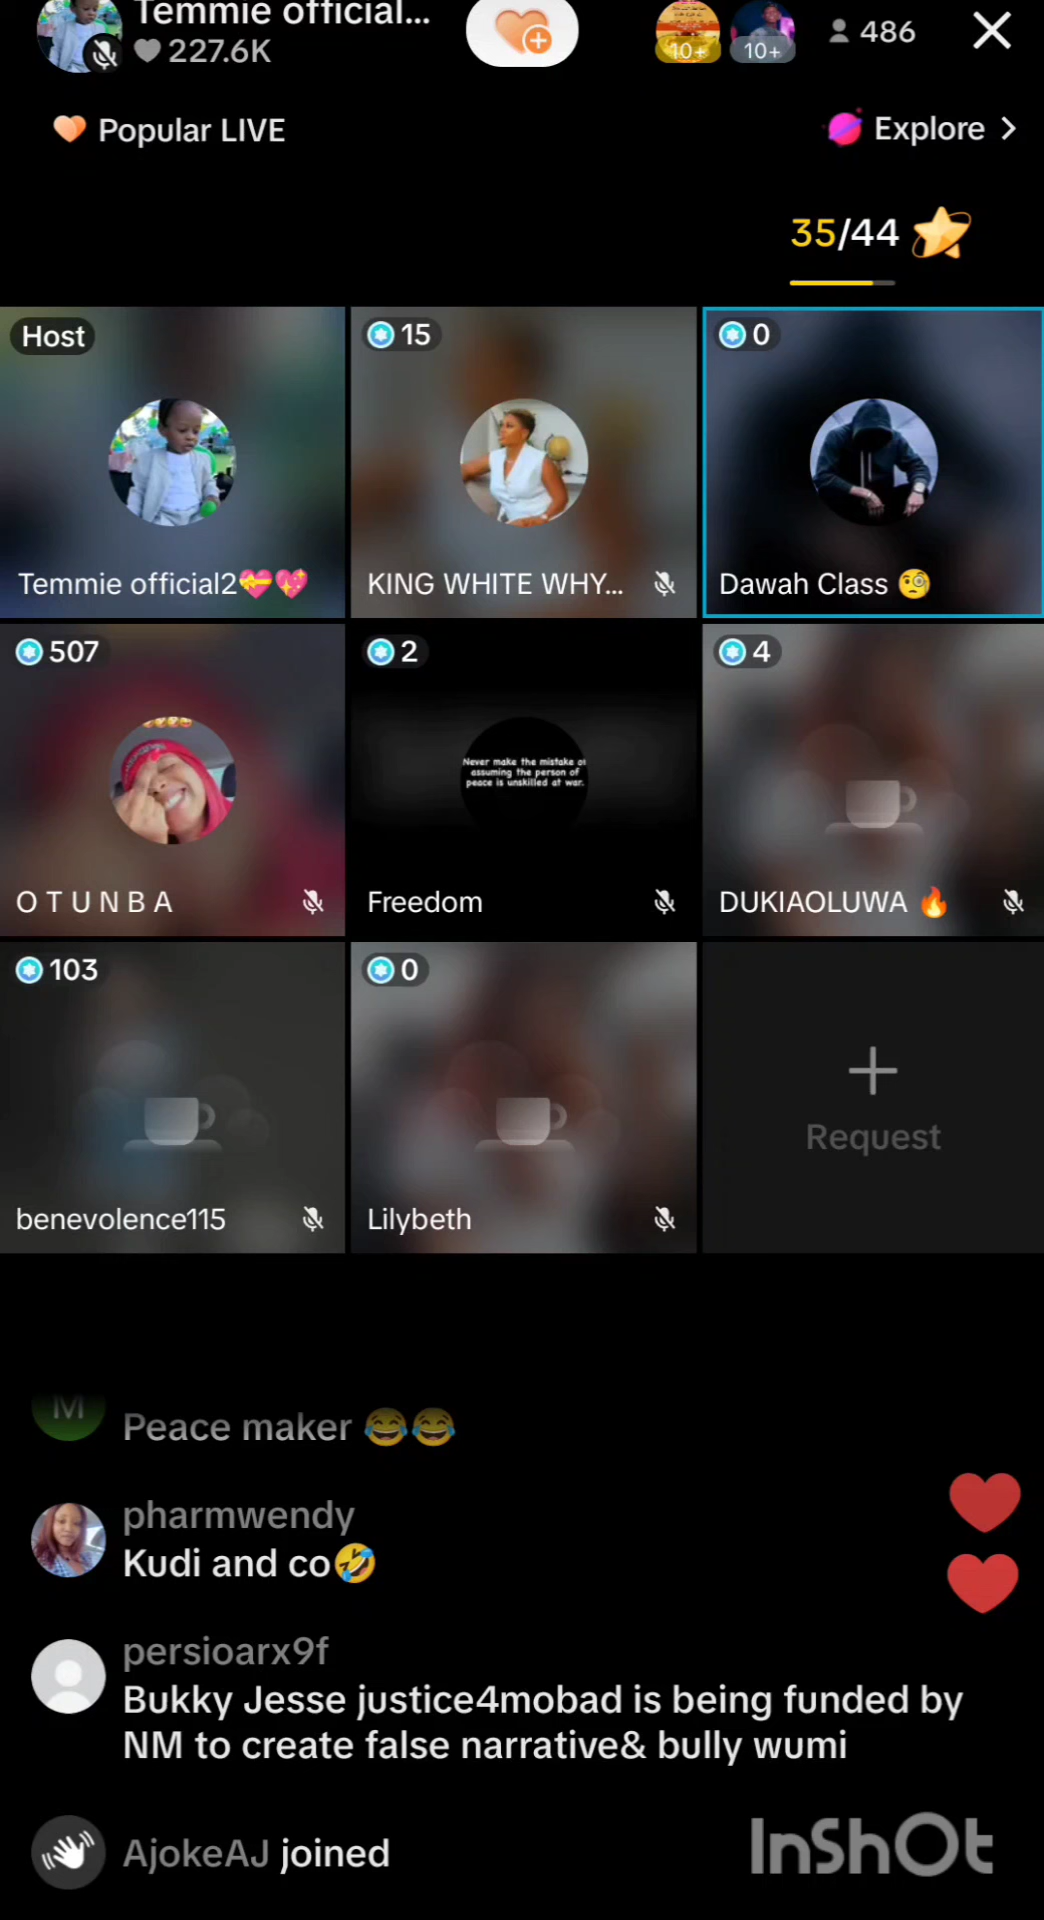 Temmie official...
227.6K
10+
10+
486
Popular LIVE
Explore
35/44
Host
15
0
Temmie official2💝💖
KING WHITE WHY...
Dawah Class 🧐
507
2
4
Never make the mistake of
assuming the person of
peace is unskilled at war.
O T U N B A
Freedom
DUKIAOLUWA 🔥
103
0
Request
benevolence115
Lilybeth
M
Peace maker 😂😂
pharmwendy
Kudi and co🤣
persioarx9f
Bukky Jesse justice4mobad is being funded by
NM to create false narrative& bully wumi
AjokeAJ joined
InShOt